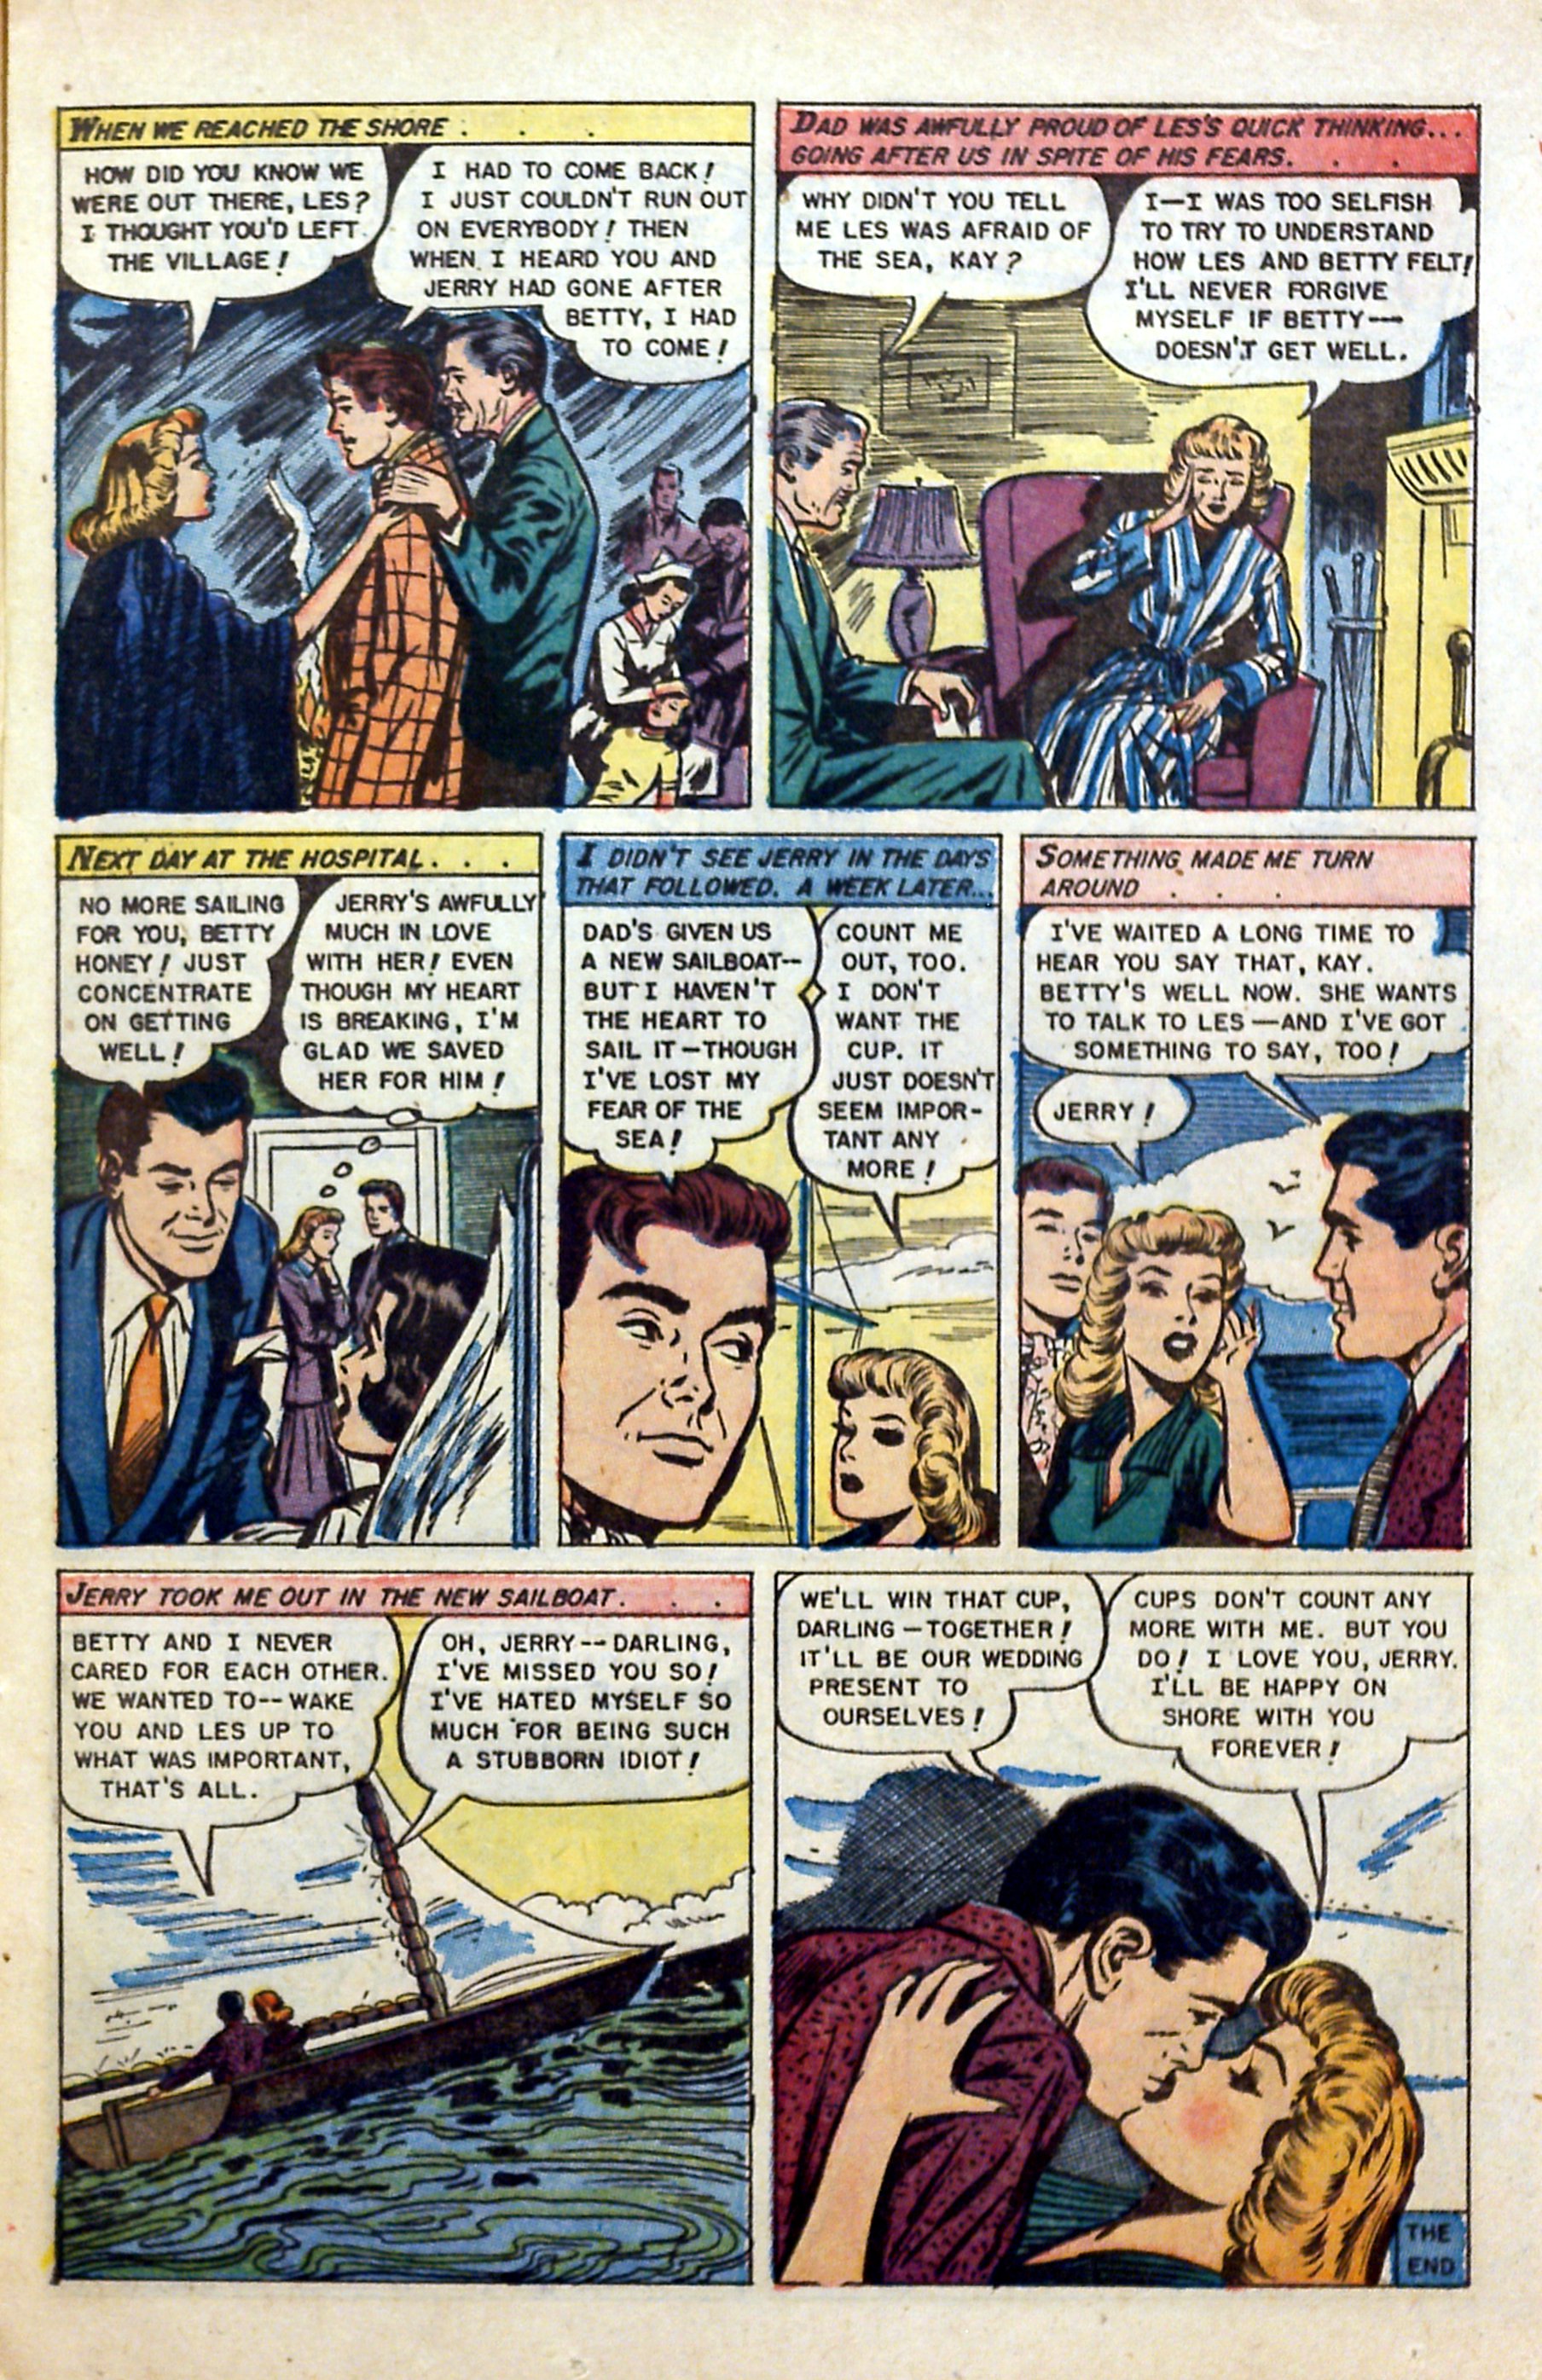 WHEN WE REACHED THE SHORE . . .
HOW DID YOU KNOW WE
WERE OUT THERE, LES?
I THOUGHT YOU'D LEFT
THE VILLAGE!
I HAD TO COME BACK!
I JUST COULDN'T RUN OUT
ON EVERYBODY! THEN
WHEN I HEARD YOU AND
JERRY HAD GONE AFTER
BETTY, I HAD
TO COME!
DAD WAS AWFULLY PROUD OF LES'S QUICK THINKING...
GOING AFTER US IN SPITE OF HIS FEARS. . .
WHY DIDN'T YOU TELL
ME LES WAS AFRAID OF
THE SEA, KAY?
I—I WAS TOO SELFISH
TO TRY TO UNDERSTAND
HOW LES AND BETTY FELT!
I'LL NEVER FORGIVE
MYSELF IF BETTY---
DOESN'T GET WELL.
NEXT DAY AT THE HOSPITAL. . .
NO MORE SAILING
FOR YOU, BETTY
HONEY! JUST
CONCENTRATE
ON GETTING
WELL!
JERRY'S AWFULLY
MUCH IN LOVE
WITH HER! EVEN
THOUGH MY HEART
IS BREAKING, I'M
GLAD WE SAVED
HER FOR HIM!
I DIDN'T SEE JERRY IN THE DAYS
THAT FOLLOWED. A WEEK LATER...
DAD'S GIVEN US
A NEW SAILBOAT--
BUT I HAVEN'T
THE HEART TO
SAIL IT—THOUGH
I'VE LOST MY
FEAR OF THE
SEA!
COUNT ME
OUT, TOO.
I DON'T
WANT THE
CUP. IT
JUST DOESN'T
SEEM IMPOR-
TANT ANY
MORE!
SOMETHING MADE ME TURN
AROUND . . .
I'VE WAITED A LONG TIME TO
HEAR YOU SAY THAT, KAY.
BETTY'S WELL NOW. SHE WANTS
TO TALK TO LES—AND I'VE GOT
SOMETHING TO SAY, TOO!
JERRY!
JERRY TOOK ME OUT IN THE NEW SAILBOAT. . .
BETTY AND I NEVER
CARED FOR EACH OTHER.
WE WANTED TO--WAKE
YOU AND LES UP TO
WHAT WAS IMPORTANT,
THAT'S ALL.
OH, JERRY--DARLING,
I'VE MISSED YOU SO!
I'VE HATED MYSELF SO
MUCH FOR BEING SUCH
A STUBBORN IDIOT!
WE'LL WIN THAT CUP,
DARLING—TOGETHER!
IT'LL BE OUR WEDDING
PRESENT TO
OURSELVES!
CUPS DON'T COUNT ANY
MORE WITH ME. BUT YOU
DO! I LOVE YOU, JERRY.
I'LL BE HAPPY ON
SHORE WITH YOU
FOREVER!
THE
END